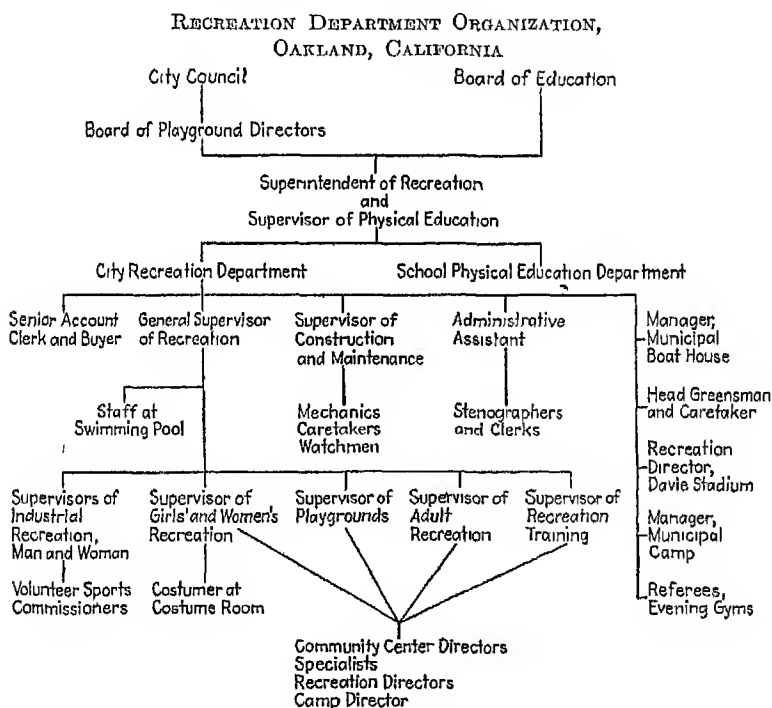 RECREATION DEPARTMENT ORGANIZATION,
OAKLAND, CALIFORNIA
City Council
Board of Education
Board of Playground Directors
Superintendent of Recreation
and
Supervisor of Physical Education
City Recreation Department
School Physical Education Department
Senior Account
Clerk and Buyer
General Supervisor
of Recreation
Supervisor of
Construction
and Maintenance
Administrative
Assistant
Manager,
Municipal
Boat House
Staff at
Swimming Pool
Mechanics
Caretakers
Watchmen
Stenographers
and Clerks
Head Greensman
and Caretaker
Recreation
Director,
Davie Stadium
Supervisors of
Industrial
Recreation,
Man and Woman
Supervisor of
Girls' and Women's
Recreation
Supervisor of
Playgrounds
Supervisor of
Adult
Recreation
Supervisor of
Recreation
Training
Manager,
Municipal
Camp
Volunteer Sports
Commissioners
Costumer at
Costume Room
Referees,
Evening Gyms
Community Center Directors
Specialists
Recreation Directors
Camp Director